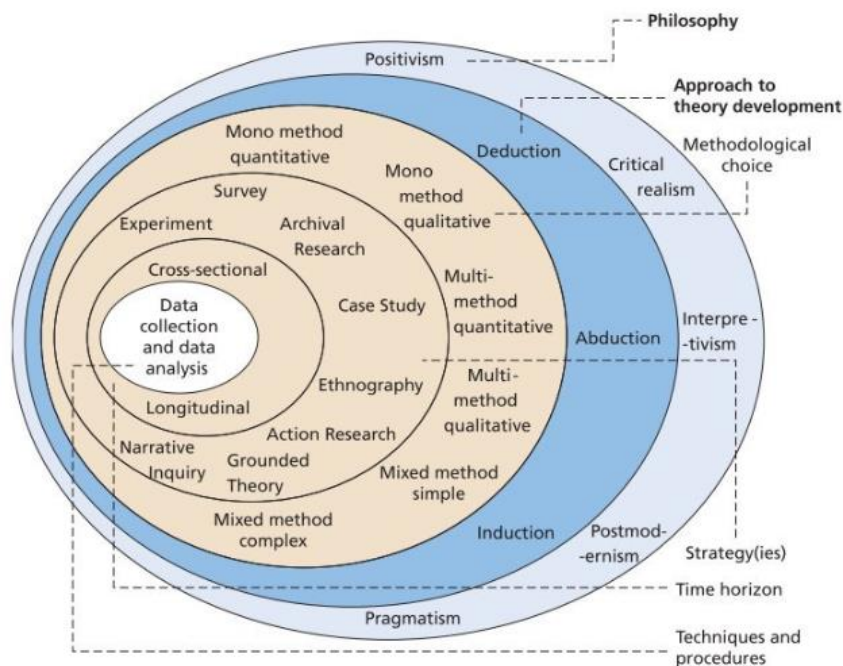 Philosophy
Positivism
Approach to
theory development
Mono method
quantitative
Deduction
Methodological
choice
Mono
method
qualitative
Critical
realism
Survey
Experiment
Archival
Research
Cross-sectional
Multi-
method
quantitative
Data
collection
and data
analysis
Case Study
Abduction
Interpre -
-tivism
Ethnography
Multi-
method
qualitative
Longitudinal
Action Research
Narrative
Inquiry
Grounded
Theory
Mixed method
simple
Mixed method
complex
Induction
Postmod-
-ernism
Strategy(ies)
Time horizon
Pragmatism
Techniques and
procedures